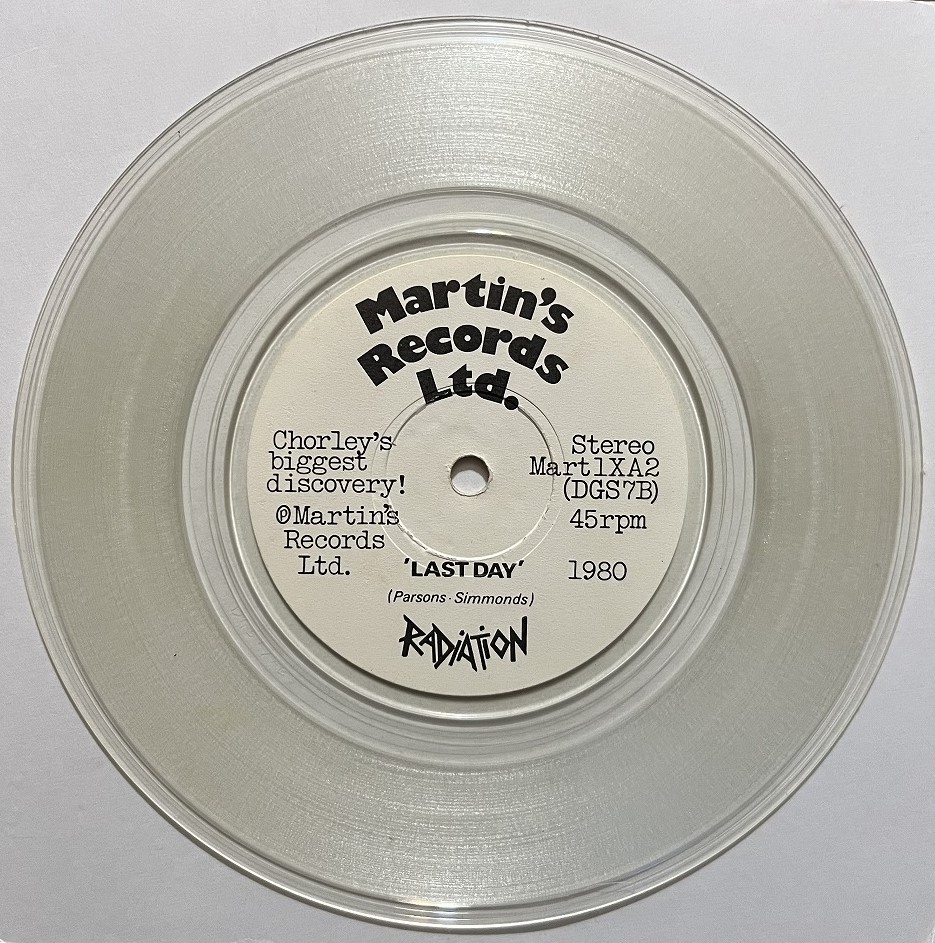 Martin's
Records
Ltd.
Chorley's
biggest
discovery!
℗Martin's
Records
Ltd.
Stereo
Mart1XA2
(DGS7B)
45rpm
1980
'LAST DAY'
(Parsons·Simmonds)
RADiATiON